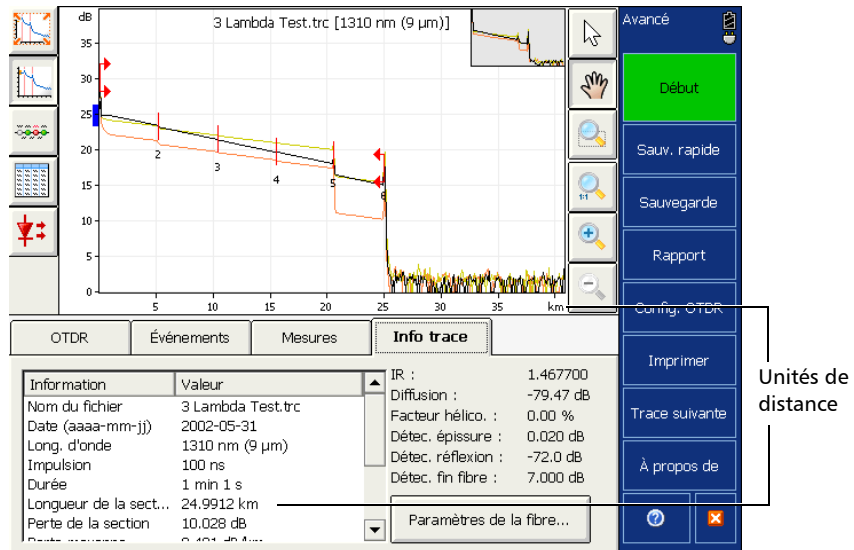 dB
3 Lambda Test.trc [1310 nm (9 µm)]
35
30
25
20
15
10
5
0
2
3
4
5
6
5
10
15
20
25
30
35
km
1:1
Avancé
Début
Sauv. rapide
Sauvegarde
Rapport
Config. OTDR
Imprimer
Trace suivante
À propos de
Unités de
distance
OTDR
Événements
Mesures
Info trace
Information Valeur
Nom du fichier 3 Lambda Test.trc
Date (aaaa-mm-jj) 2002-05-31
Long. d'onde 1310 nm (9 µm)
Impulsion 100 ns
Durée 1 min 1 s
Longueur de la sect... 24.9912 km
Perte de la section 10.028 dB
IR : 1.467700
Diffusion : -79.47 dB
Facteur hélico. : 0.00 %
Détec. épissure : 0.020 dB
Détec. réflexion : -72.0 dB
Détec. fin fibre : 7.000 dB
Paramètres de la fibre...